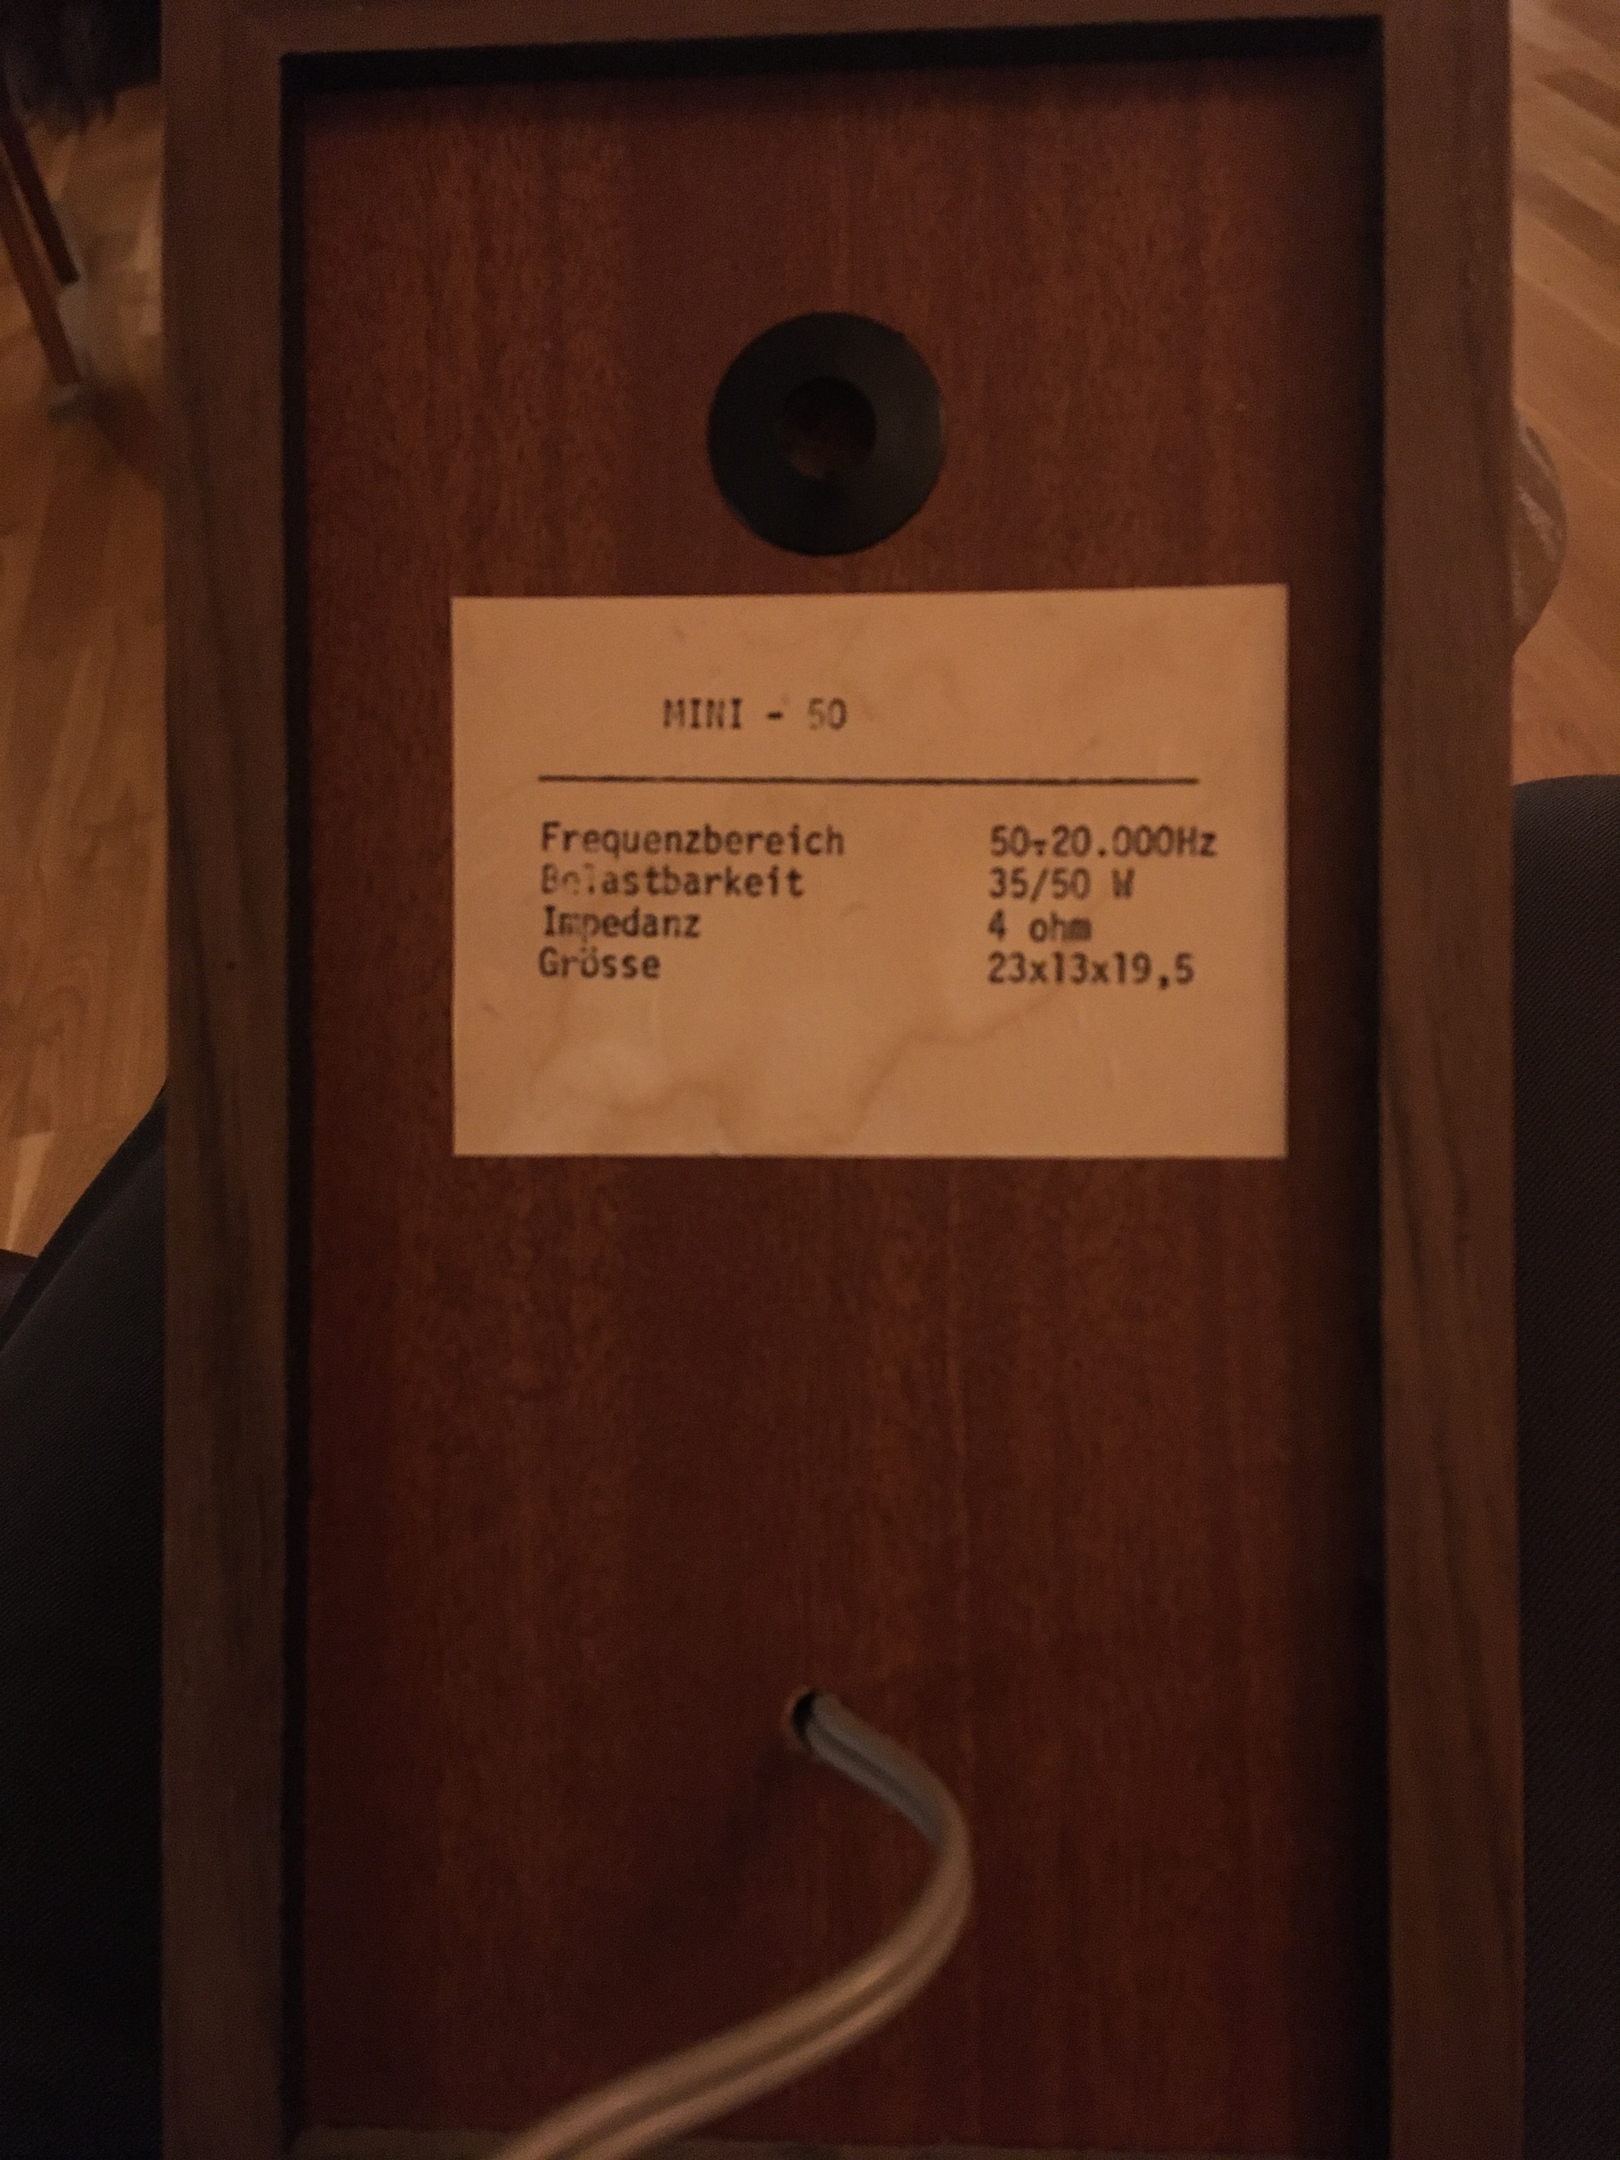 MINI - 50
Frequenzbereich 50-20.000Hz
Belastbarkeit 35/50 W
Impedanz 4 ohm
Grösse 23x13x19,5